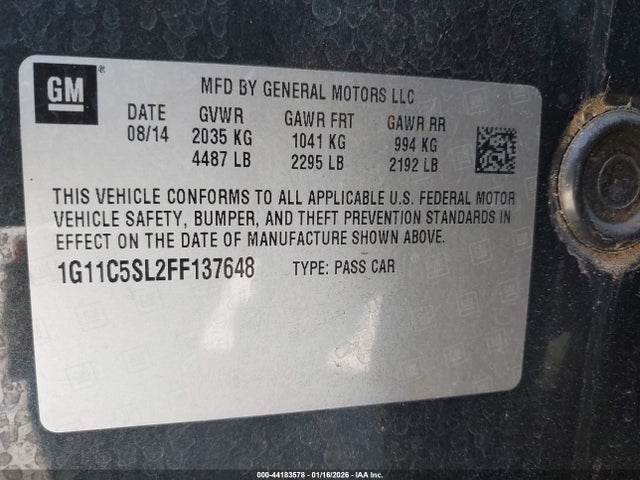 GM ®
MFD BY GENERAL MOTORS LLC
DATE GVWR GAWR FRT GAWR RR
08/14 2035 KG 1041 KG 994 KG
4487 LB 2295 LB 2192 LB
THIS VEHICLE CONFORMS TO ALL APPLICABLE U.S. FEDERAL MOTOR
VEHICLE SAFETY, BUMPER, AND THEFT PREVENTION STANDARDS IN
EFFECT ON THE DATE OF MANUFACTURE SHOWN ABOVE.
1G11C5SL2FF137648 TYPE: PASS CAR
000-44183578 - 01/16/2026 - IAA Inc.